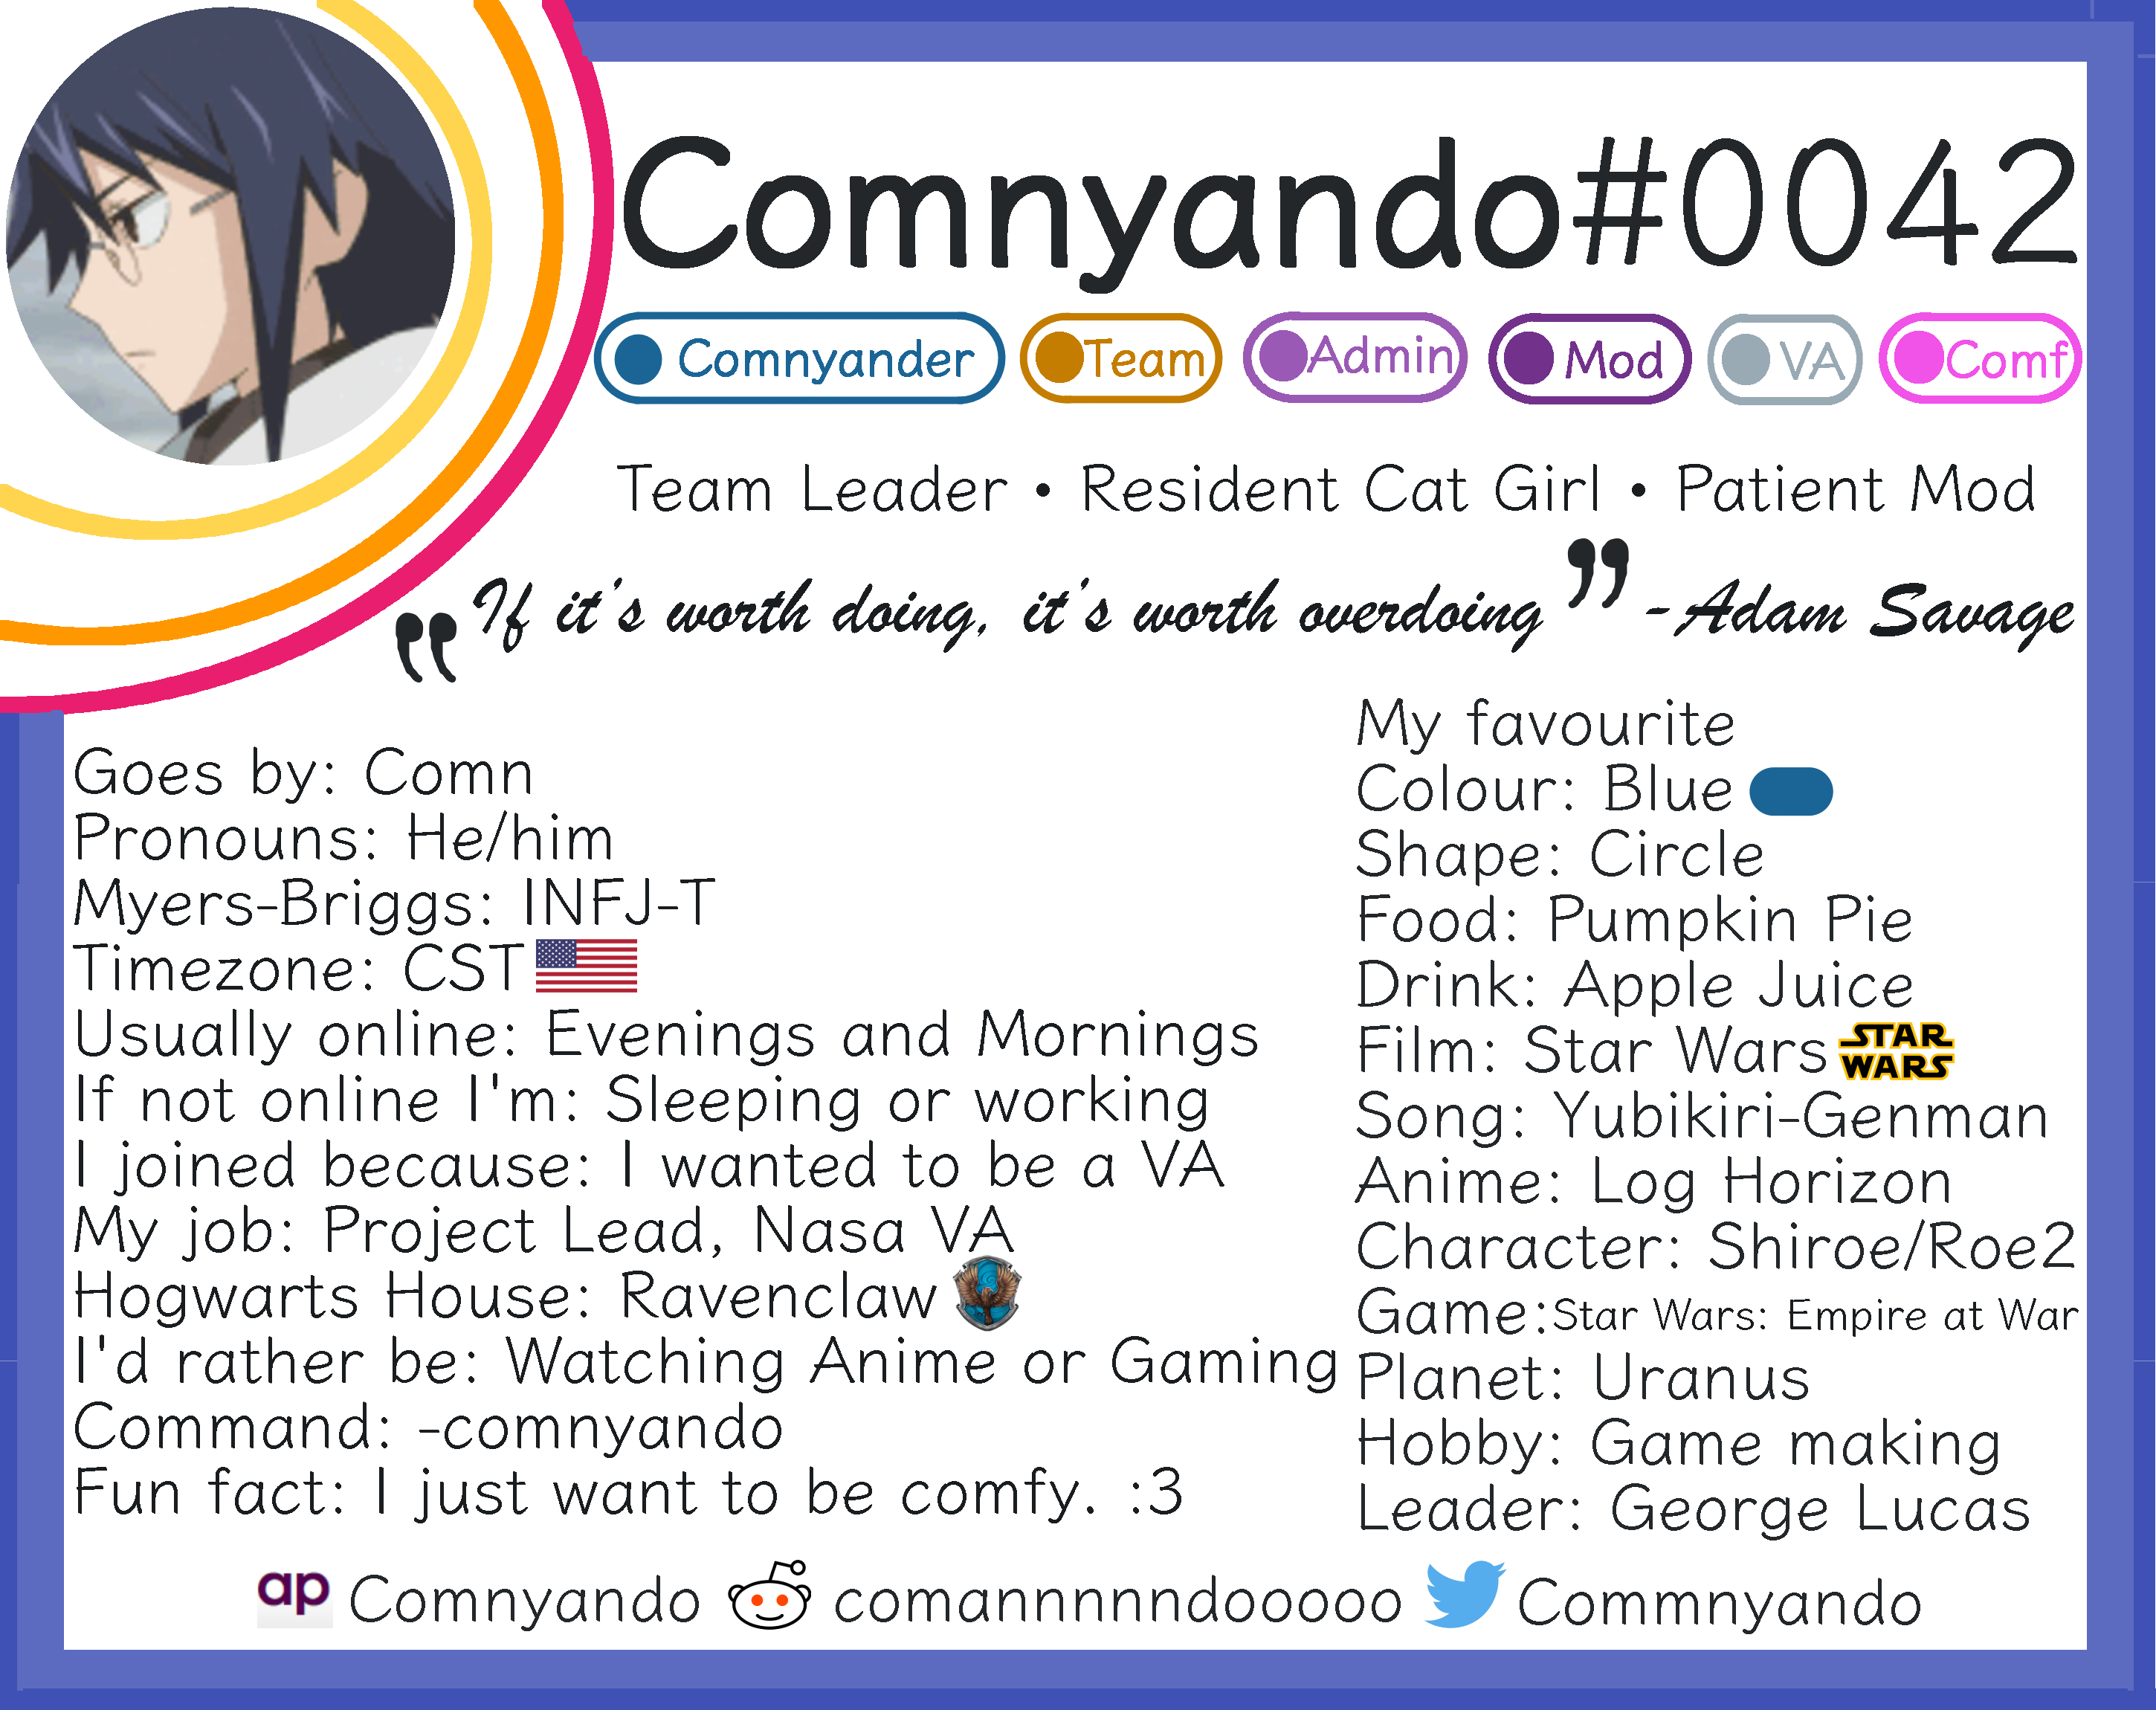 Comnyando#0042
Comnyander Team Admin Mod VA Comf
Team Leader • Resident Cat Girl • Patient Mod
"If it's worth doing, it's worth overdoing" -Adam Savage
Goes by: Comn
Pronouns: He/him
Myers-Briggs: INFJ-T
Timezone: CST
Usually online: Evenings and Mornings
If not online I'm: Sleeping or working
I joined because: I wanted to be a VA
My job: Project Lead, Nasa VA
Hogwarts House: Ravenclaw
I'd rather be: Watching Anime or Gaming
Command: -comnyando
Fun fact: I just want to be comfy. :3
My favourite
Colour: Blue
Shape: Circle
Food: Pumpkin Pie
Drink: Apple Juice
Film: Star Wars STAR WARS
Song: Yubikiri-Genman
Anime: Log Horizon
Character: Shiroe/Roe2
Game:Star Wars: Empire at War
Planet: Uranus
Hobby: Game making
Leader: George Lucas
ap Comnyando comannnnndooooo Commnyando